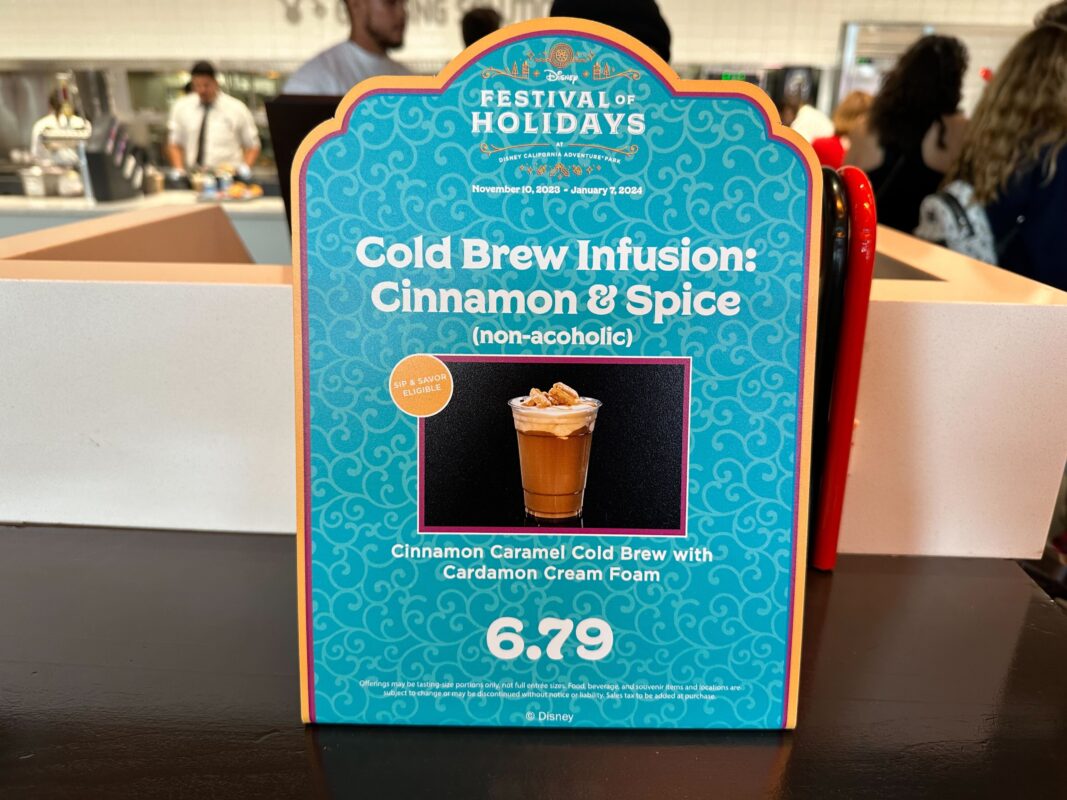 Disney
FESTIVAL OF
HOLIDAYS
AT
DISNEY CALIFORNIA ADVENTURE PARK
November 10, 2023 - January 7, 2024
Cold Brew Infusion:
Cinnamon & Spice
(non-acoholic)
SIP & SAVOR
ELIGIBLE
Cinnamon Caramel Cold Brew with
Cardamon Cream Foam
6.79
Offerings may be tasting-size portions only, not full entrée sizes. Food, beverage, and souvenir items and locations are
subject to change or may be discontinued without notice or liability. Sales tax to be added at purchase.
© Disney